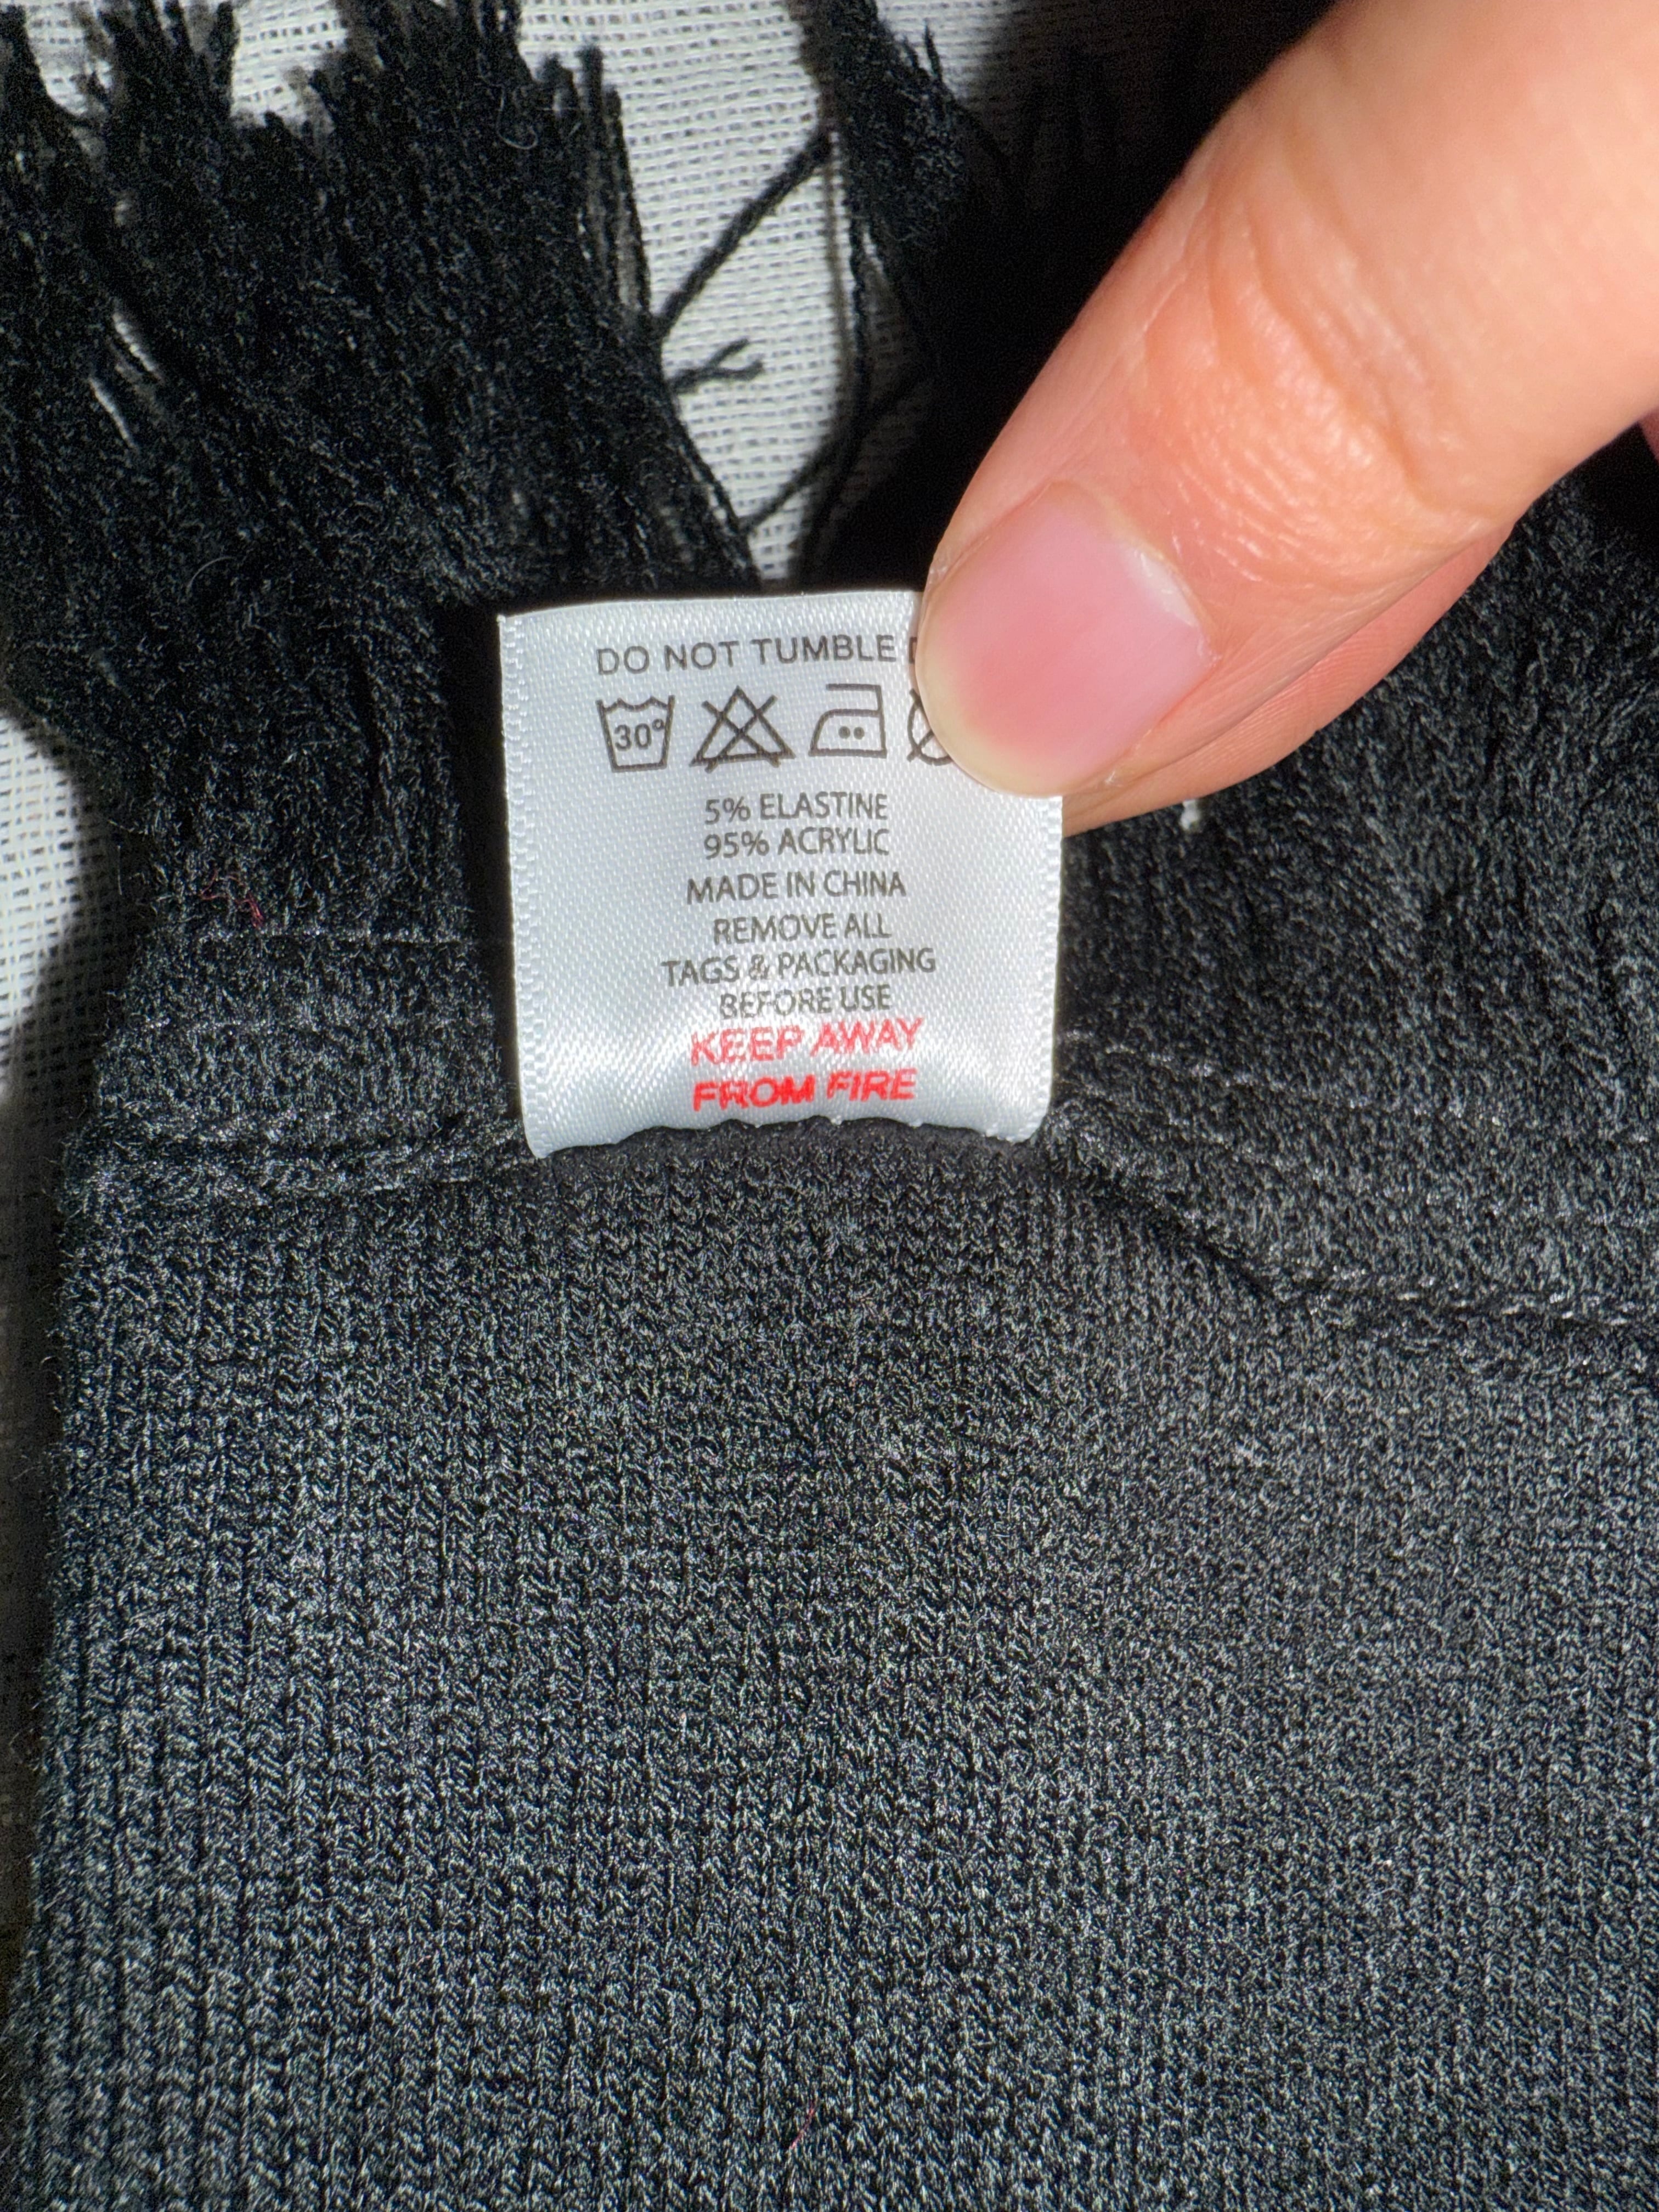 DO NOT TUMBLE
30°
5% ELASTINE
95% ACRYLIC
MADE IN CHINA
REMOVE ALL
TAGS & PACKAGING
BEFORE USE
KEEP AWAY
FROM FIRE